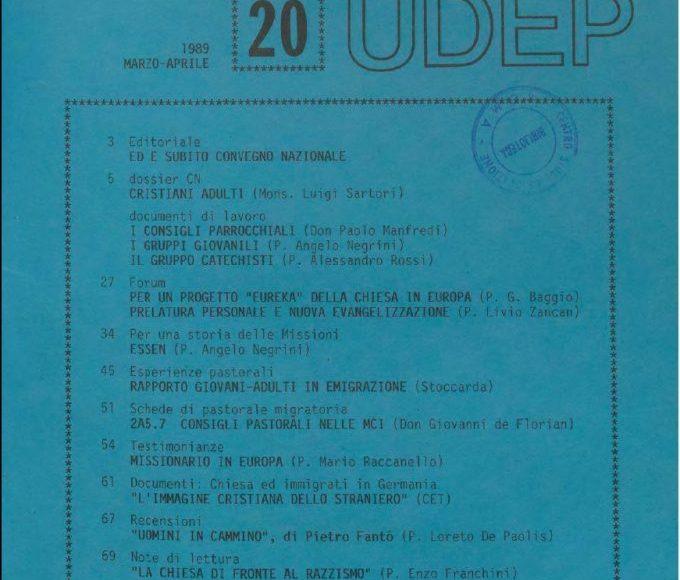 UDEP
20
1989
MARZO-APRILE
3 Editoriale
ED E SUBITO CONVEGNO NAZIONALE
5 dossier CN
CRISTIANI ADULTI (Mons. Luigi Sartori)
documenti di lavoro
I CONSIGLI PARROCCHIALI (Don Paolo Manfredi)
I GRUPPI GIOVANILI (P. Angelo Negrini)
IL GRUPPO CATECHISTI (P. Alessandro Rossi)
27 Forum
PER UN PROGETTO "EUREKA" DELLA CHIESA IN EUROPA (P. G. Baggio)
PRELATURA PERSONALE E NUOVA EVANGELIZZAZIONE (P. Livio Zancan)
34 Per una storia delle Missioni
ESSEN (P. Angelo Negrini)
45 Esperienze pastorali
RAPPORTO GIOVANI-ADULTI IN EMIGRAZIONE (Stoccarda)
51 Schede di pastorale migratoria
2A5.7 CONSIGLI PASTORALI NELLE MCI (Don Giovanni de Florian)
54 Testimonianze
MISSIONARIO IN EUROPA (P. Mario Raccanello)
61 Documenti: Chiesa ed immigrati in Germania
"L'IMMAGINE CRISTIANA DELLO STRANIERO" (CET)
67 Recensioni
"UOMINI IN CAMMINO", di Pietro Fantò (P. Loreto De Paolis)
69 Note di lettura
"LA CHIESA DI FRONTE AL RAZZISMO" (P. Enzo Franchini)
BIBLIOTECA
CENTRO